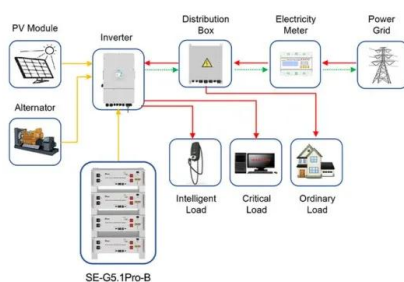 PV Module
Inverter
Distribution
Box
Electricity
Meter
Power
Grid
Alternator
Intelligent
Load
Critical
Load
Ordinary
Load
SE-G5.1Pro-B